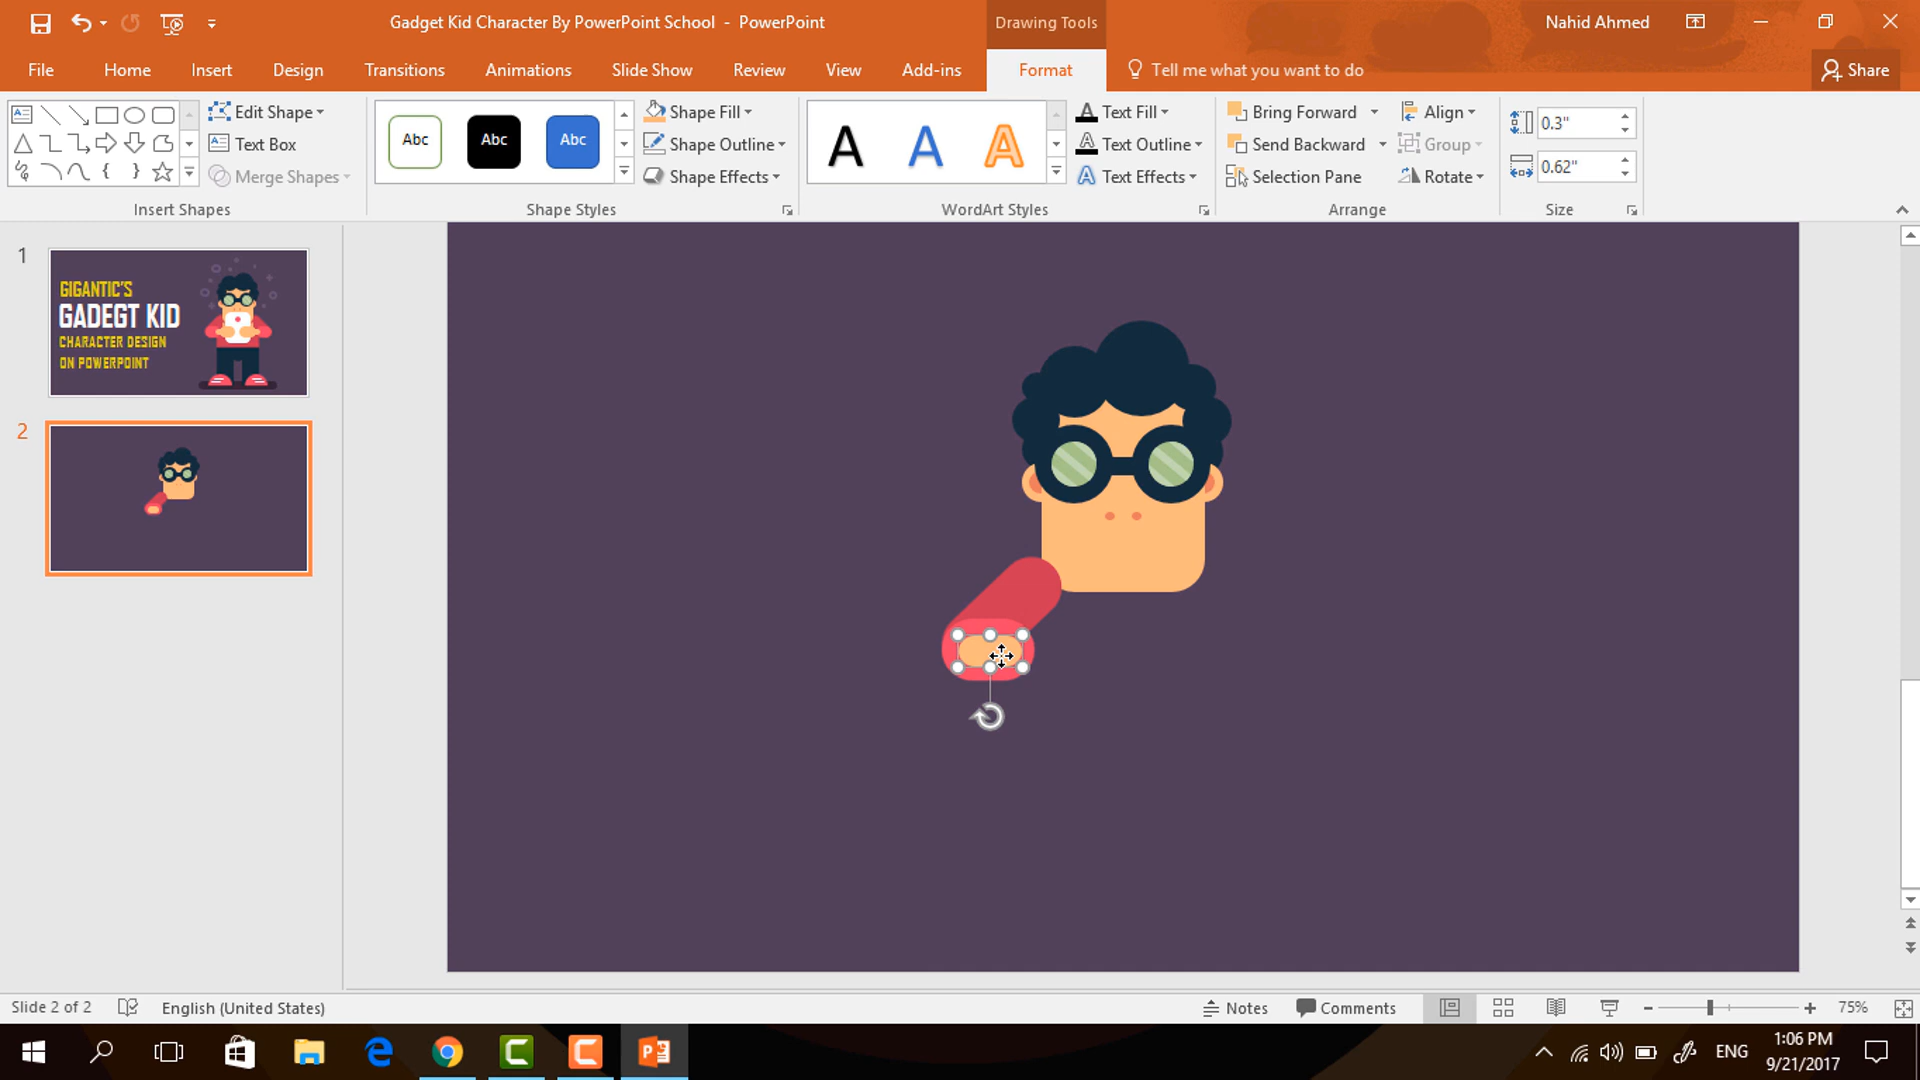 Gadget Kid Character By PowerPoint School - PowerPoint
Drawing Tools
Nahid Ahmed
File
Home
Insert
Design
Transitions
Animations
Slide Show
Review
View
Add-ins
Format
Tell me what you want to do
Share
Edit Shape
Text Box
Merge Shapes
Insert Shapes
Abc
Abc
Abc
Shape Fill
Shape Outline
Shape Effects
Shape Styles
A
A
A
Text Fill
Text Outline
Text Effects
WordArt Styles
Bring Forward
Send Backward
Selection Pane
Align
Group
Rotate
Arrange
0.3"
0.62"
Size
1
GIGANTIC'S
GADEGT KID
CHARACTER DESIGN
ON POWERPOINT
2
Slide 2 of 2
English (United States)
Notes
Comments
75%
ENG
1:06 PM
9/21/2017